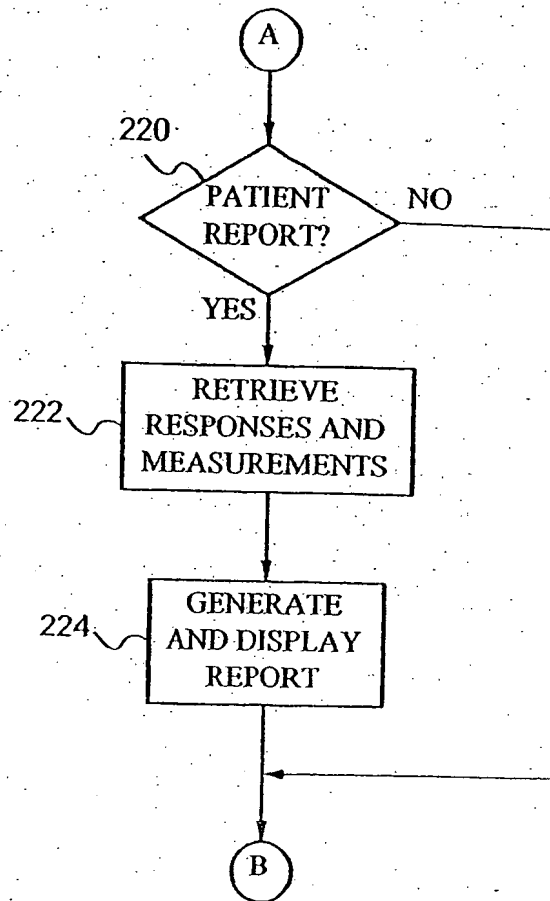 A
220
PATIENT
REPORT?
NO
YES
222
RETRIEVE
RESPONSES AND
MEASUREMENTS
224
GENERATE
AND DISPLAY
REPORT
B